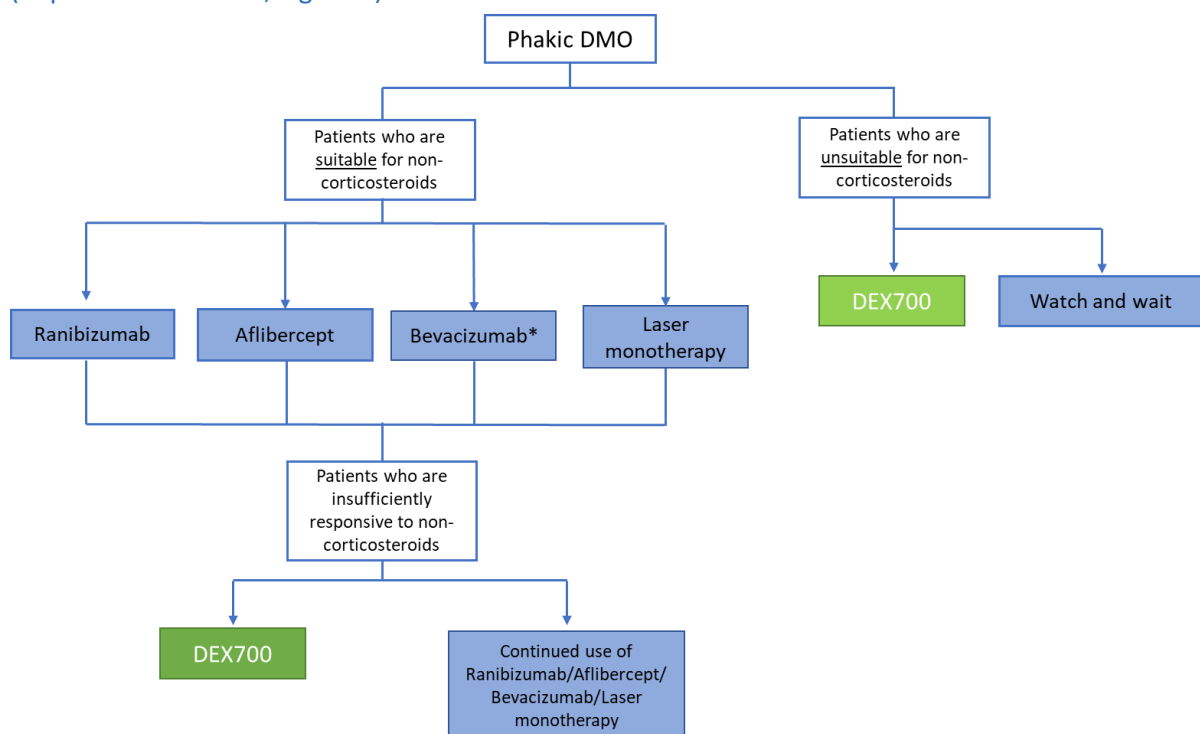 Phakic DMO
Patients who are
suitable for non-
corticosteroids
Patients who are
unsuitable for non-
corticosteroids
Ranibizumab
Aflibercept
Bevacizumab*
Laser
monotherapy
DEX700
Watch and wait
Patients who are
insufficiently
responsive to non-
corticosteroids
DEX700
Continued use of
Ranibizumab/Aflibercept/
Bevacizumab/Laser
monotherapy